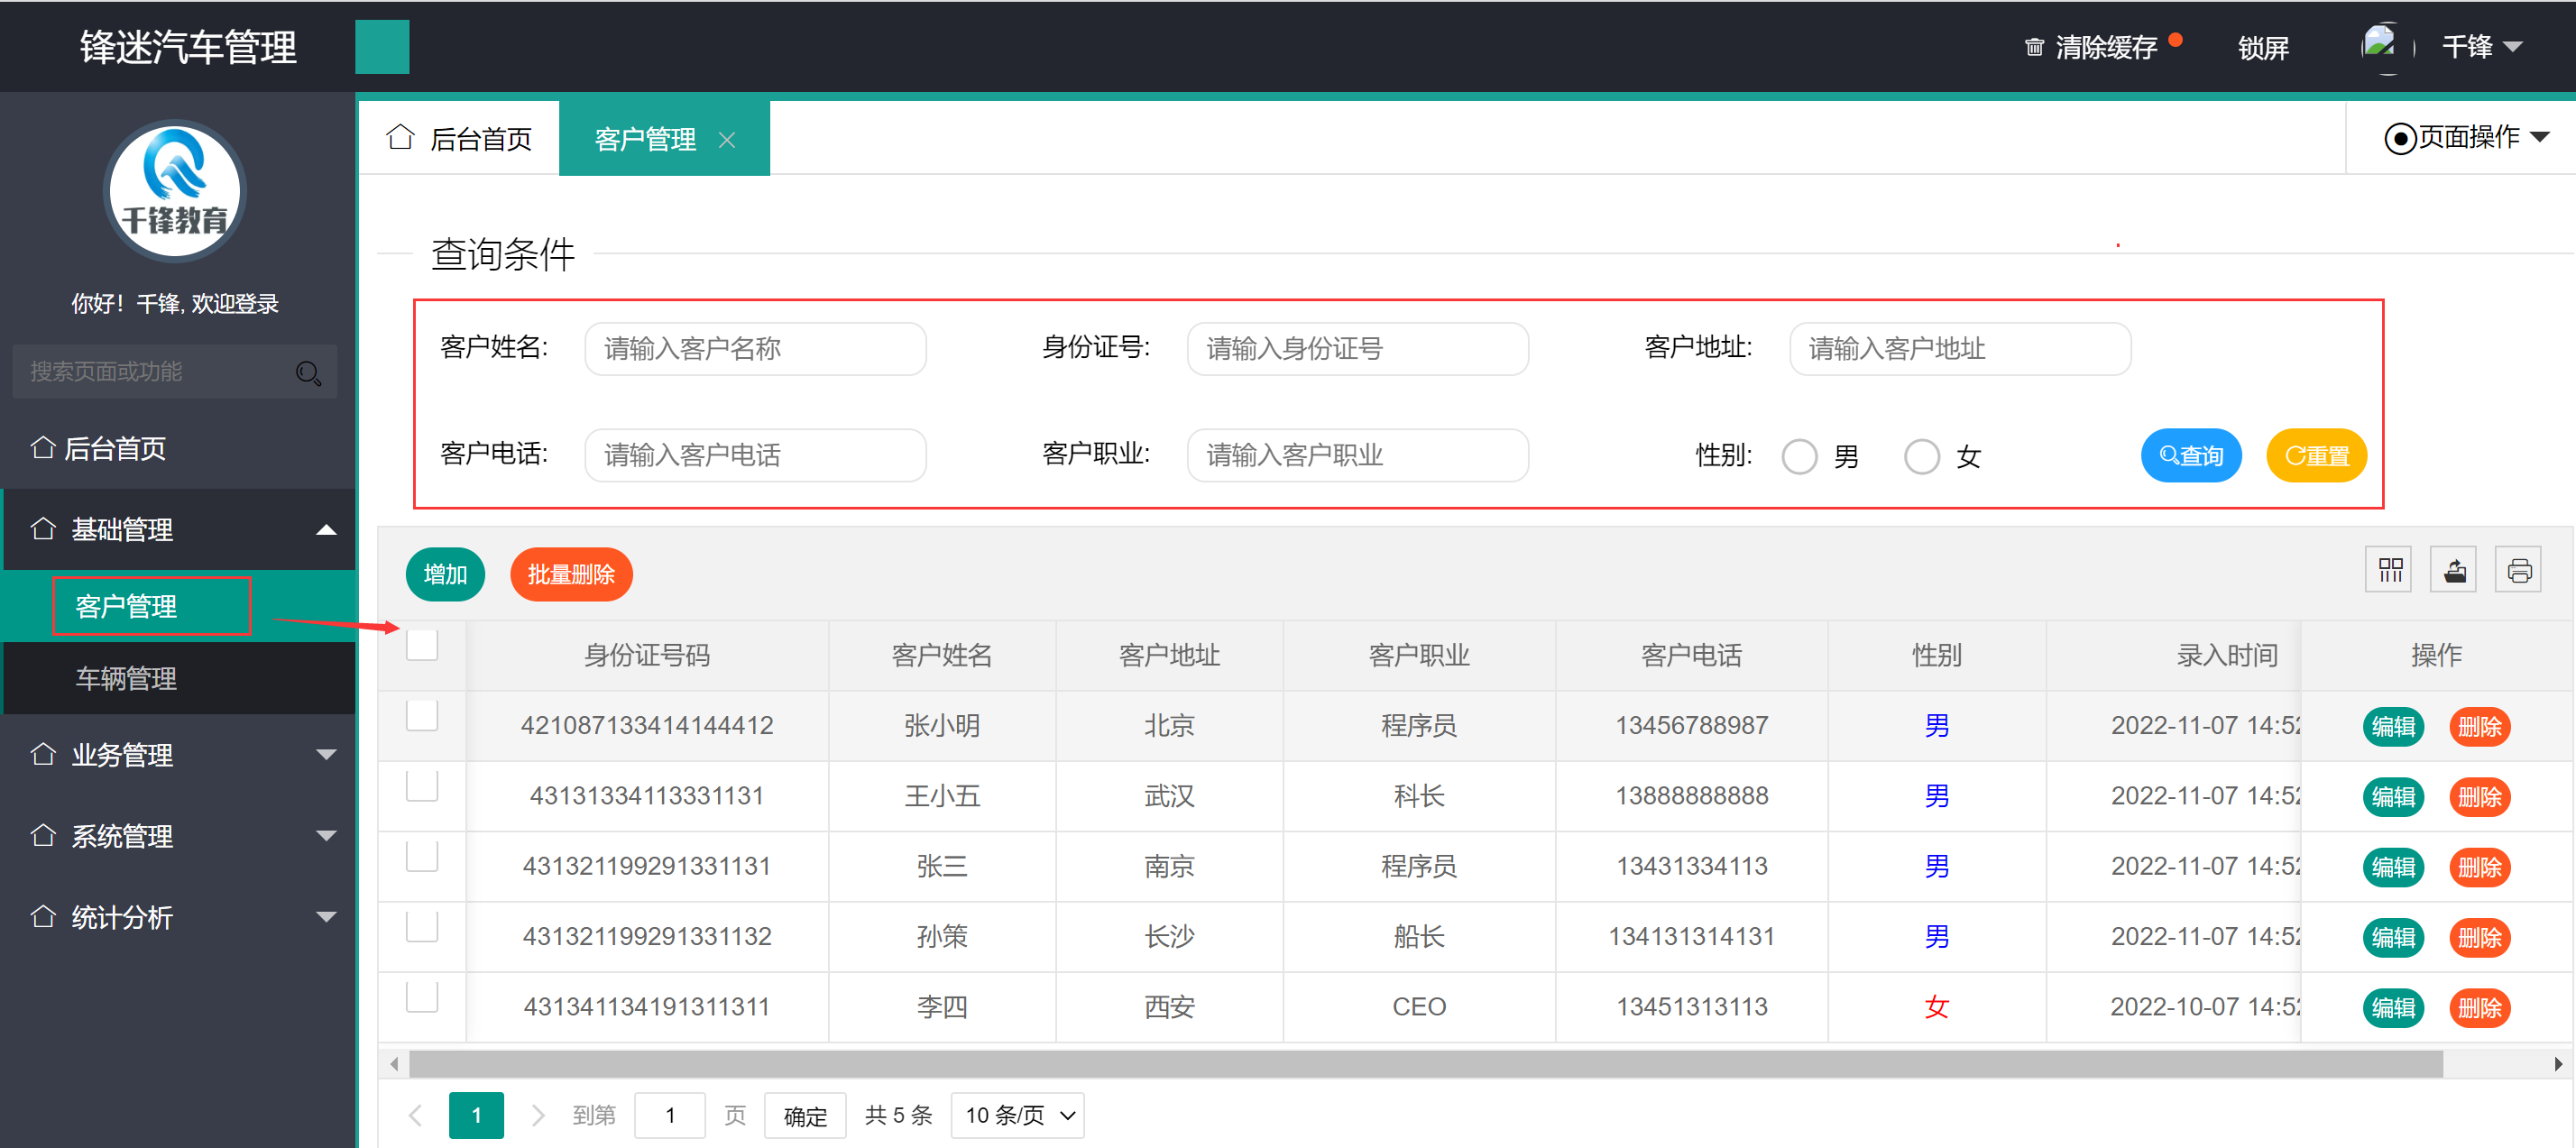 锋迷汽车管理
清除缓存
锁屏
千锋
千锋教育
你好！千锋, 欢迎登录
搜索页面或功能
后台首页
基础管理
客户管理
车辆管理
业务管理
系统管理
统计分析
后台首页
客户管理
页面操作
查询条件
客户姓名: 请输入客户名称 身份证号: 请输入身份证号 客户地址: 请输入客户地址
客户电话: 请输入客户电话 客户职业: 请输入客户职业 性别: 男 女 查询 重置
增加 批量删除
身份证号码 客户姓名 客户地址 客户职业 客户电话 性别 录入时间 操作
421087133414144412 张小明 北京 程序员 13456788987 男 2022-11-07 14:52 编辑 删除
43131334113331131 王小五 武汉 科长 13888888888 男 2022-11-07 14:52 编辑 删除
431321199291331131 张三 南京 程序员 13431334113 男 2022-11-07 14:52 编辑 删除
431321199291331132 孙策 长沙 船长 134131314131 男 2022-11-07 14:52 编辑 删除
431341134191311311 李四 西安 CEO 13451313113 女 2022-10-07 14:52 编辑 删除
1 到第 1 页 确定 共 5 条 10 条/页